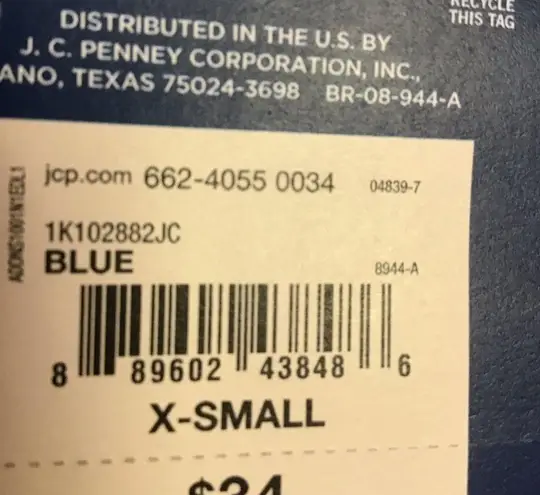 RECYCLE
THIS TAG
DISTRIBUTED IN THE U.S. BY
J. C. PENNEY CORPORATION, INC.,
ANO, TEXAS 75024-3698 BR-08-944-A
jcp.com 662-4055 0034 04839-7
1K102882JC
BLUE
8944-A
8 89602 43848 6
X-SMALL
$34